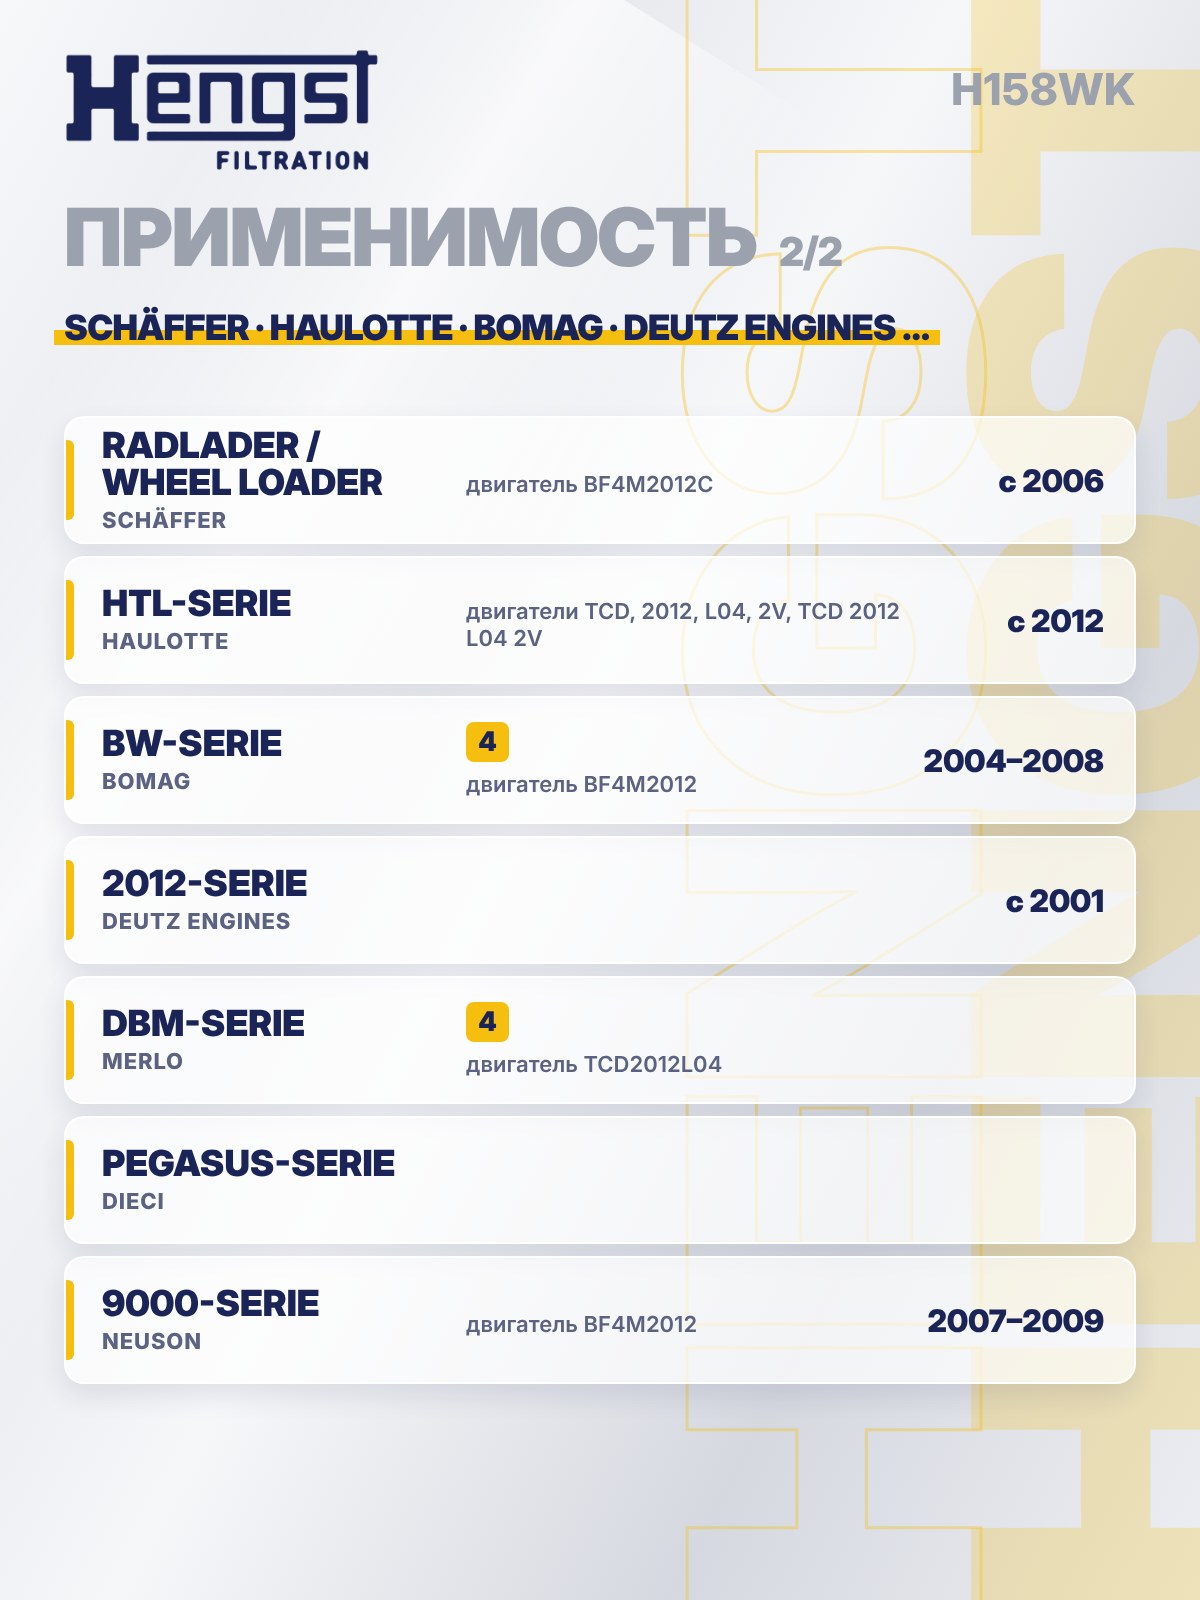 Hengst
FILTRATION
H158WK
ПРИМЕНИМОСТЬ 2/2
SCHÄFFER · HAULOTTE · BOMAG · DEUTZ ENGINES ...
RADLADER /
WHEEL LOADER
SCHÄFFER
двигатель BF4M2012C
с 2006
HTL-SERIE
HAULOTTE
двигатели TCD, 2012, L04, 2V, TCD 2012
L04 2V
с 2012
BW-SERIE
BOMAG
4
двигатель BF4M2012
2004–2008
2012-SERIE
DEUTZ ENGINES
с 2001
DBM-SERIE
MERLO
4
двигатель TCD2012L04
PEGASUS-SERIE
DIECI
9000-SERIE
NEUSON
двигатель BF4M2012
2007–2009
HENGST
HENGST